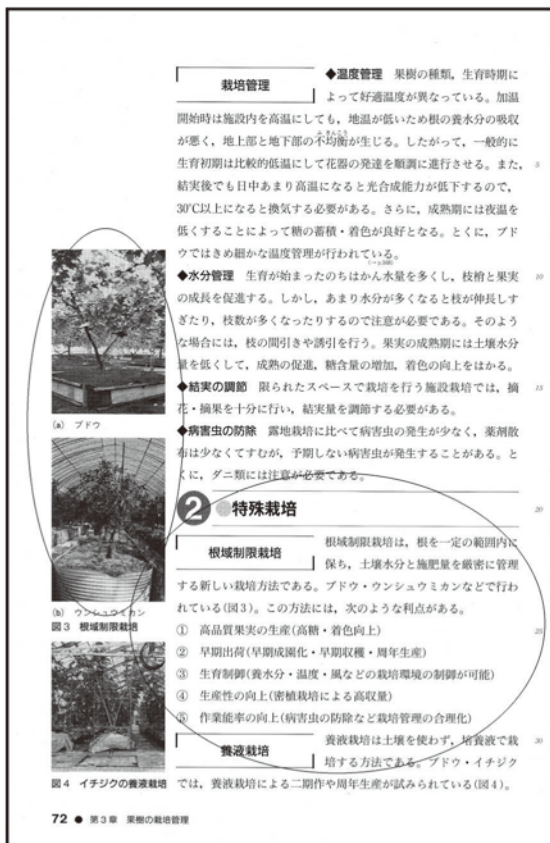 栽培管理
◆温度管理 果樹の種類，生育時期に
よって好適温度が異なっている。加温
開始時は施設内を高温にしても，地温が低いため根の養水分の吸収
が悪く，地上部と地下部の不均衡が生じる。したがって，一般的に
生育初期は比較的低温にして花器の発達を順調に進行させる。また，
結実後でも日中あまり高温になると光合成能力が低下するので，
30℃以上になると換気する必要がある。さらに，成熟期には夜温を
低くすることによって糖の蓄積・着色が良好となる。とくに，ブド
ウではきめ細かな温度管理が行われている。
◆水分管理 生育が始まったのちはかん水量を多くし，枝梢と果実
の成長を促進する。しかし，あまり水分が多くなると枝が伸長しす
ぎたり，枝数が多くなったりするので注意が必要である。そのよう
な場合には，枝の間引きや誘引を行う。果実の成熟期には土壌水分
量を低くして，成熟の促進，糖含量の増加，着色の向上をはかる。
◆結実の調節 限られたスペースで栽培を行う施設栽培では，摘
花・摘果を十分に行い，結実量を調節する必要がある。
◆病害虫の防除 露地栽培に比べて病害虫の発生が少なく，薬剤散
布は少なくてすむが，予期しない病害虫が発生することがある。と
くに，ダニ類には注意が必要である。
2 特殊栽培
根域制限栽培
根域制限栽培は，根を一定の範囲内に
保ち，土壌水分と施肥量を厳密に管理
する新しい栽培方法である。ブドウ・ウンシュウミカンなどで行わ
れている(図3)。この方法には，次のような利点がある。
① 高品質果実の生産(高糖・着色向上)
② 早期出荷(早期成園化・早期収穫・周年生産)
③ 生育制御(養水分・温度・風などの栽培環境の制御が可能)
④ 生産性の向上(密植栽培による高収量)
⑤ 作業能率の向上(病害虫の防除など栽培管理の合理化)
養液栽培
養液栽培は土壌を使わず，培養液で栽
培する方法である。ブドウ・イチジク
では，養液栽培による二期作や周年生産が試みられている(図4)。
5
10
15
20
25
30
(a) ブドウ
(b) ウンシュウミカン
図3 根域制限栽培
図4 イチジクの養液栽培
72 ● 第3章 果樹の栽培管理